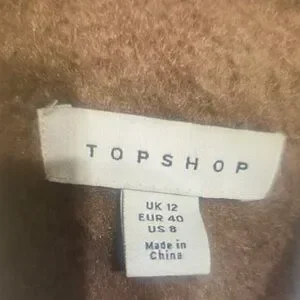 TOPSHOP
UK 12
EUR 40
US 8
Made in
China